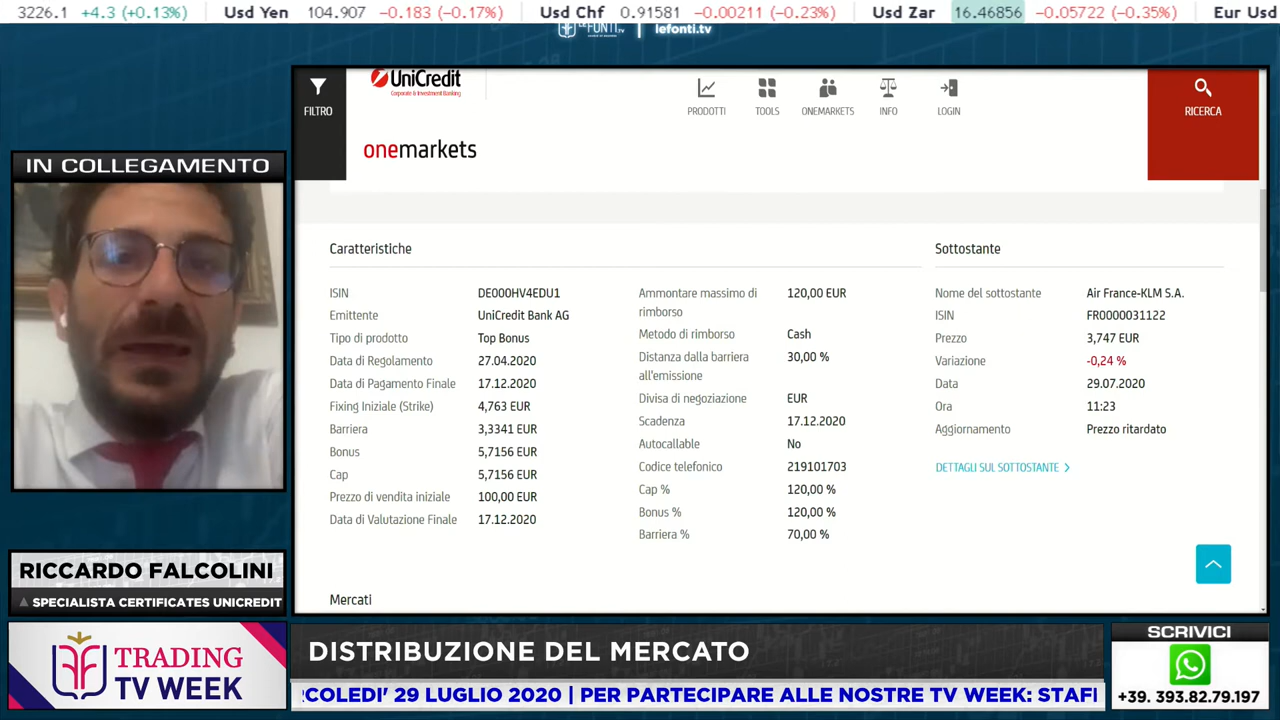 3226.1 +4.3 (+0.13%) Usd Yen 104.907 −0.183 (−0.17%) Usd Chf 0.91581 −0.00211 (−0.23%) Usd Zar 16.46856 −0.05722 (−0.35%) Eur Usd
LEFONTI.TV | lefonti.tv
IN COLLEGAMENTO
FILTRO
UniCredit
Corporate & Investment Banking
PRODOTTI TOOLS ONEMARKETS INFO LOGIN
RICERCA
onemarkets
Caratteristiche
ISIN DE000HV4EDU1
Emittente UniCredit Bank AG
Tipo di prodotto Top Bonus
Data di Regolamento 27.04.2020
Data di Pagamento Finale 17.12.2020
Fixing Iniziale (Strike) 4,763 EUR
Barriera 3,3341 EUR
Bonus 5,7156 EUR
Cap 5,7156 EUR
Prezzo di vendita iniziale 100,00 EUR
Data di Valutazione Finale 17.12.2020
Ammontare massimo di 120,00 EUR
rimborso
Metodo di rimborso Cash
Distanza dalla barriera 30,00 %
all'emissione
Divisa di negoziazione EUR
Scadenza 17.12.2020
Autocallable No
Codice telefonico 219101703
Cap % 120,00 %
Bonus % 120,00 %
Barriera % 70,00 %
Sottostante
Nome del sottostante Air France-KLM S.A.
ISIN FR0000031122
Prezzo 3,747 EUR
Variazione -0,24 %
Data 29.07.2020
Ora 11:23
Aggiornamento Prezzo ritardato
DETTAGLI SUL SOTTOSTANTE
Mercati
RICCARDO FALCOLINI
SPECIALISTA CERTIFICATES UNICREDIT
TRADING
TV WEEK
DISTRIBUZIONE DEL MERCATO
RCOLEDI' 29 LUGLIO 2020 | PER PARTECIPARE ALLE NOSTRE TV WEEK: STAFI
SCRIVICI
+39. 393.82.79.197